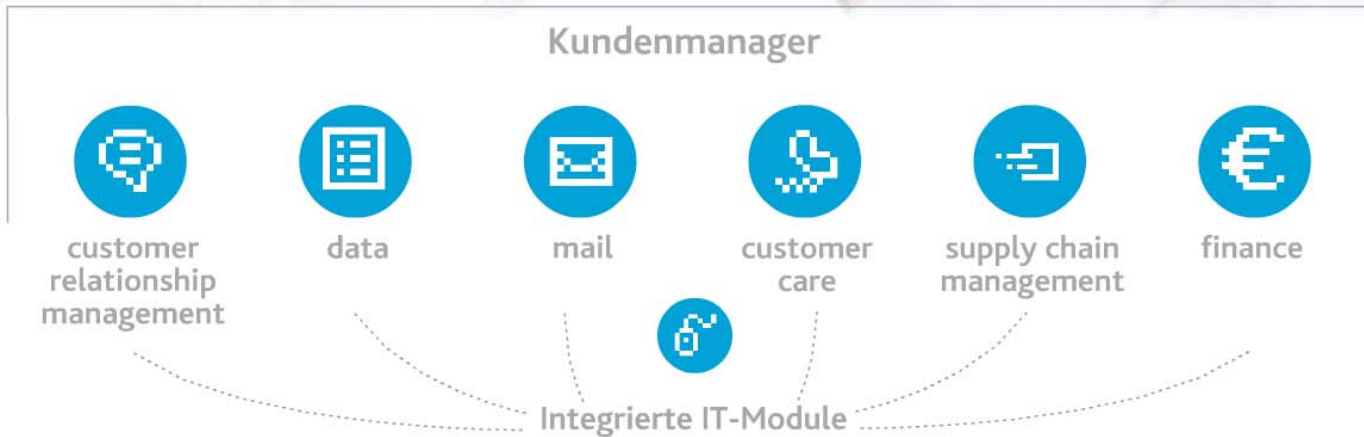 Kundenmanager
customer
relationship
management
data
mail
customer
care
supply chain
management
finance
Integrierte IT-Module